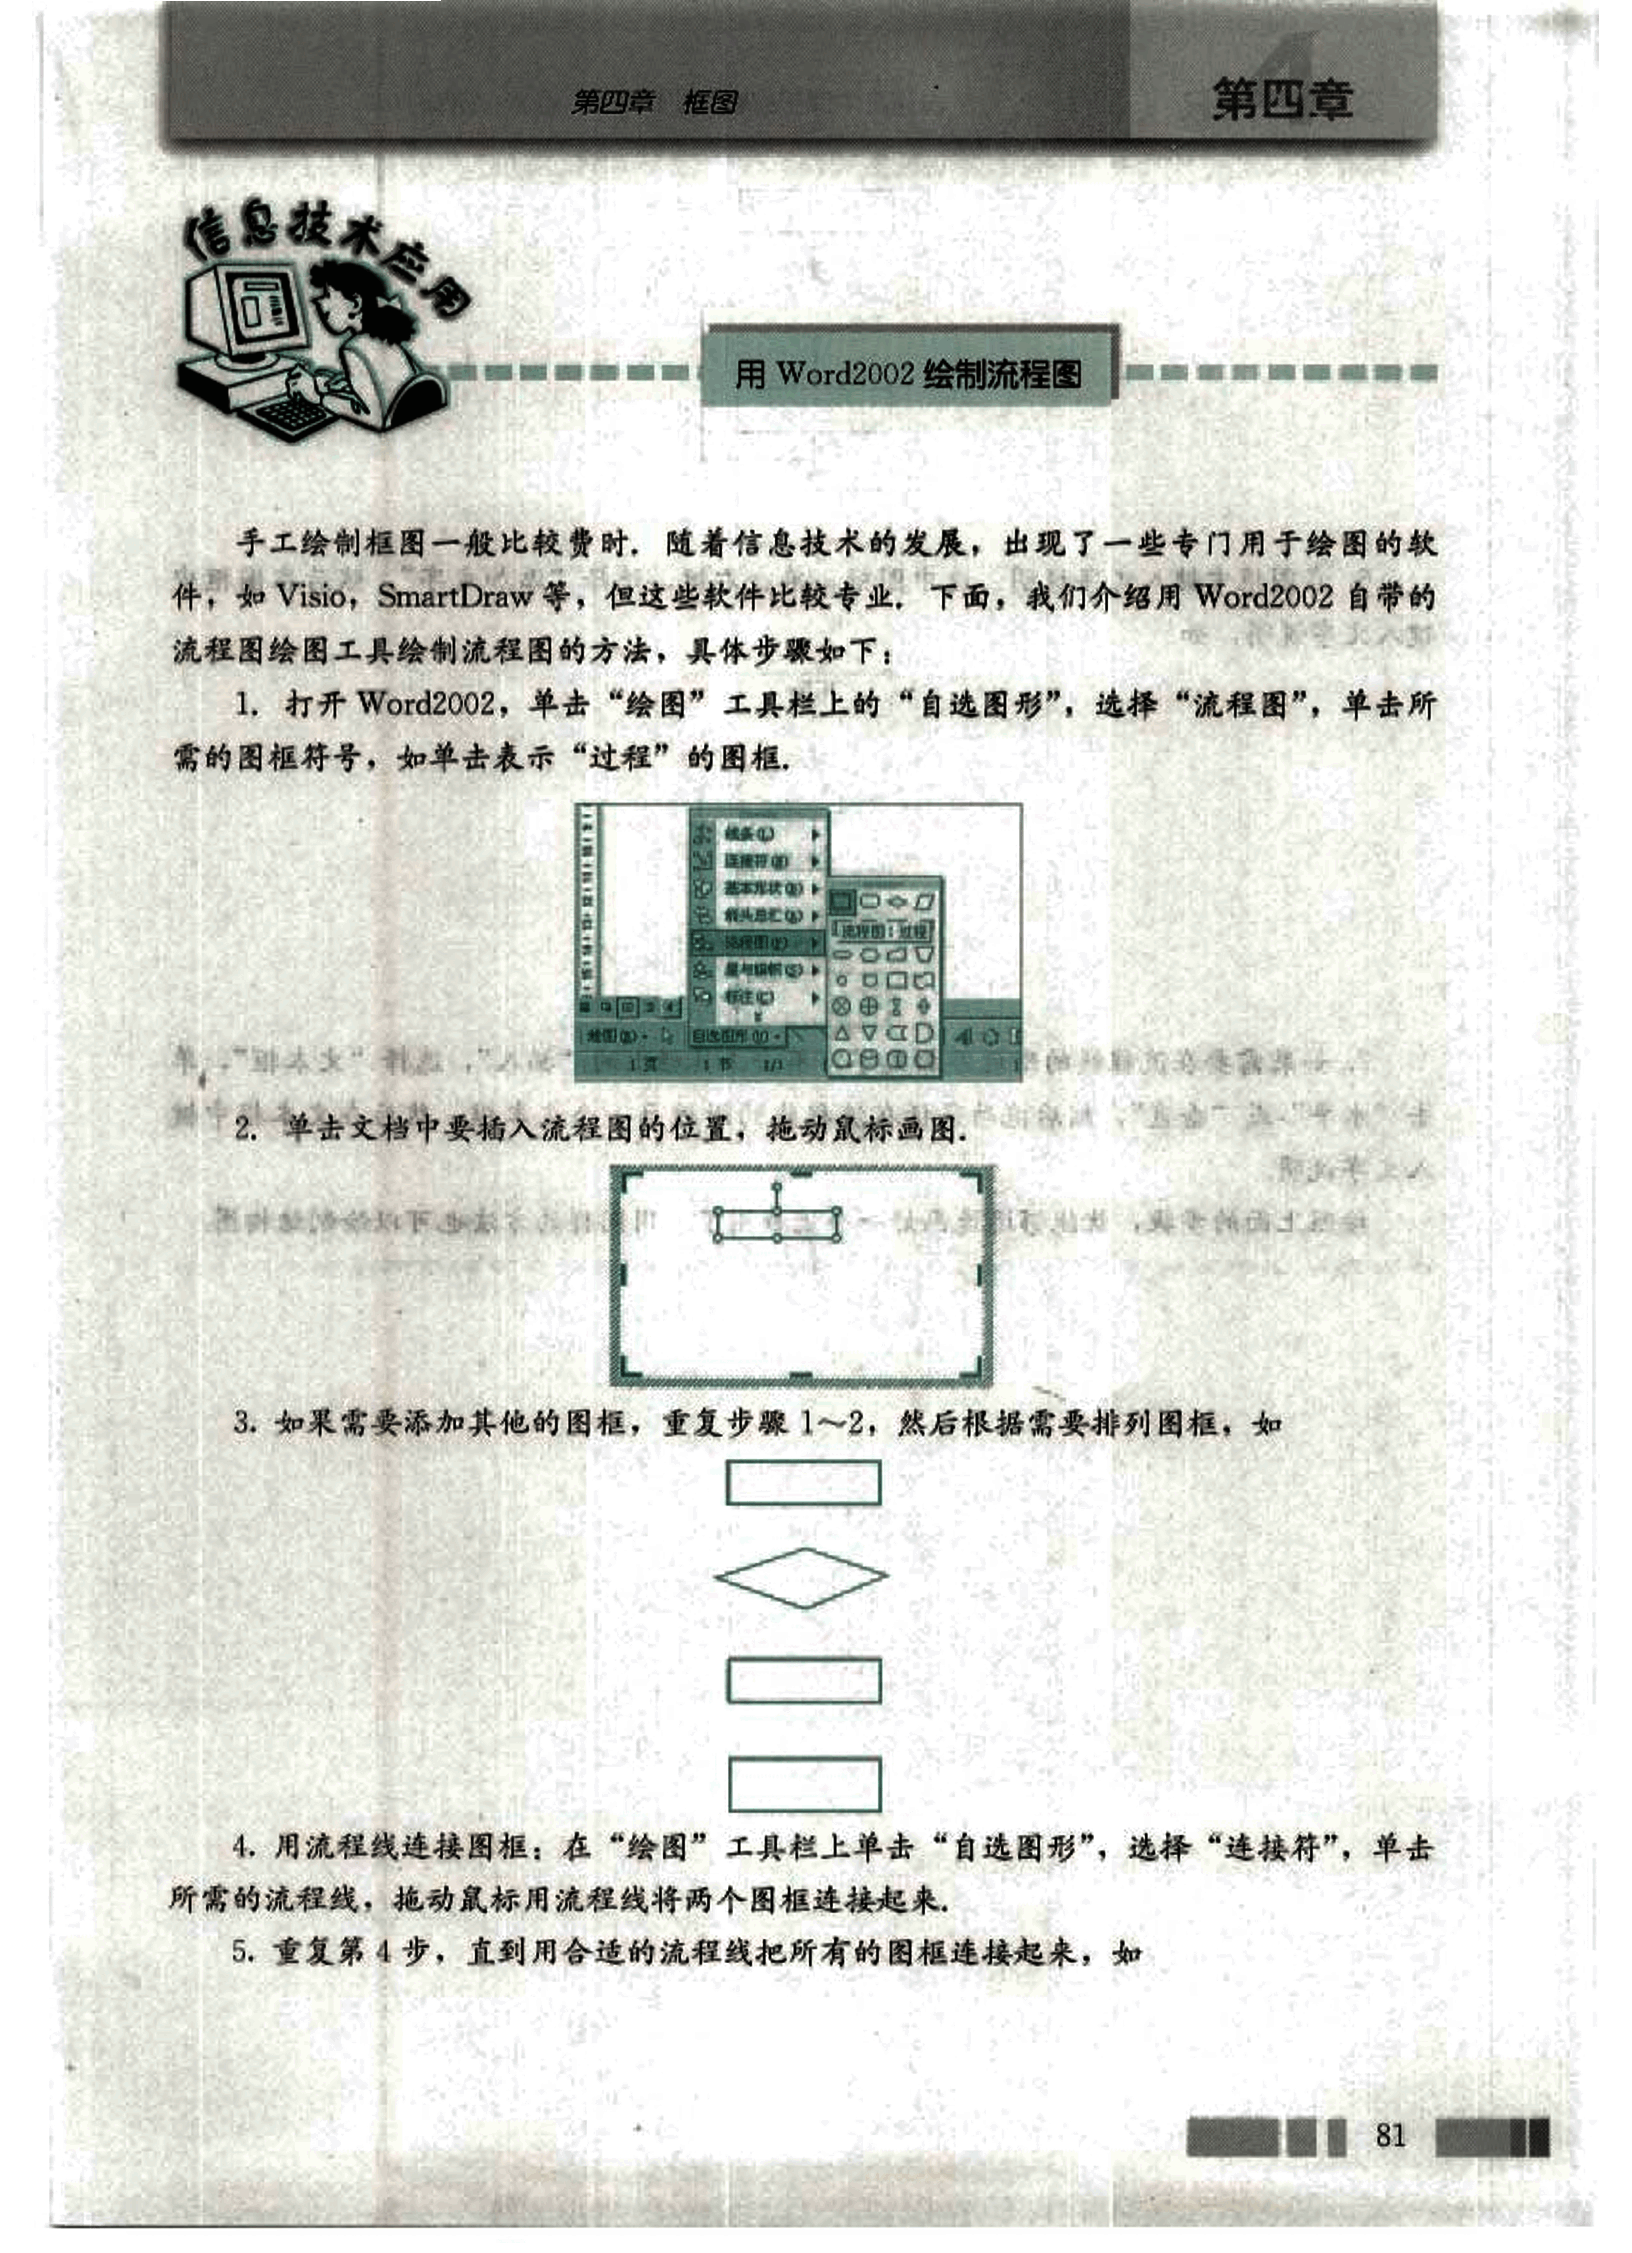 第四章 框图
第四章
信息技术应用
用 Word2002 绘制流程图
手工绘制框图一般比较费时．随着信息技术的发展，出现了一些专门用于绘图的软
件，如 Visio，SmartDraw 等，但这些软件比较专业．下面，我们介绍用 Word2002 自带的
流程图绘图工具绘制流程图的方法，具体步骤如下：
1. 打开 Word2002，单击“绘图”工具栏上的“自选图形”，选择“流程图”，单击所
需的图框符号，如单击表示“过程”的图框．
线条(L)
连接符(N)
基本形状(B)
箭头总汇(A)
流程图(F)
流程图：过程
星与旗帜(S)
标注(C)
绘图(R)
自选图形(U)
1 页 1 节 1/1
2. 单击文档中要插入流程图的位置，拖动鼠标画图．
3. 如果需要添加其他的图框，重复步骤 1～2，然后根据需要排列图框，如
4. 用流程线连接图框：在“绘图”工具栏上单击“自选图形”，选择“连接符”，单击
所需的流程线，拖动鼠标用流程线将两个图框连接起来．
5. 重复第 4 步，直到用合适的流程线把所有的图框连接起来，如
81